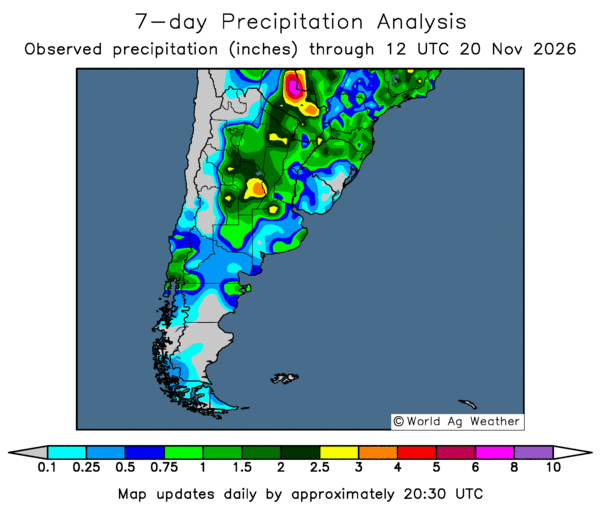 7-day Precipitation Analysis
Observed precipitation (inches) through 12 UTC 20 Nov 2026
© World Ag Weather
0.1 0.25 0.5 0.75 1 1.5 2 2.5 3 4 5 6 8 10
Map updates daily by approximately 20:30 UTC